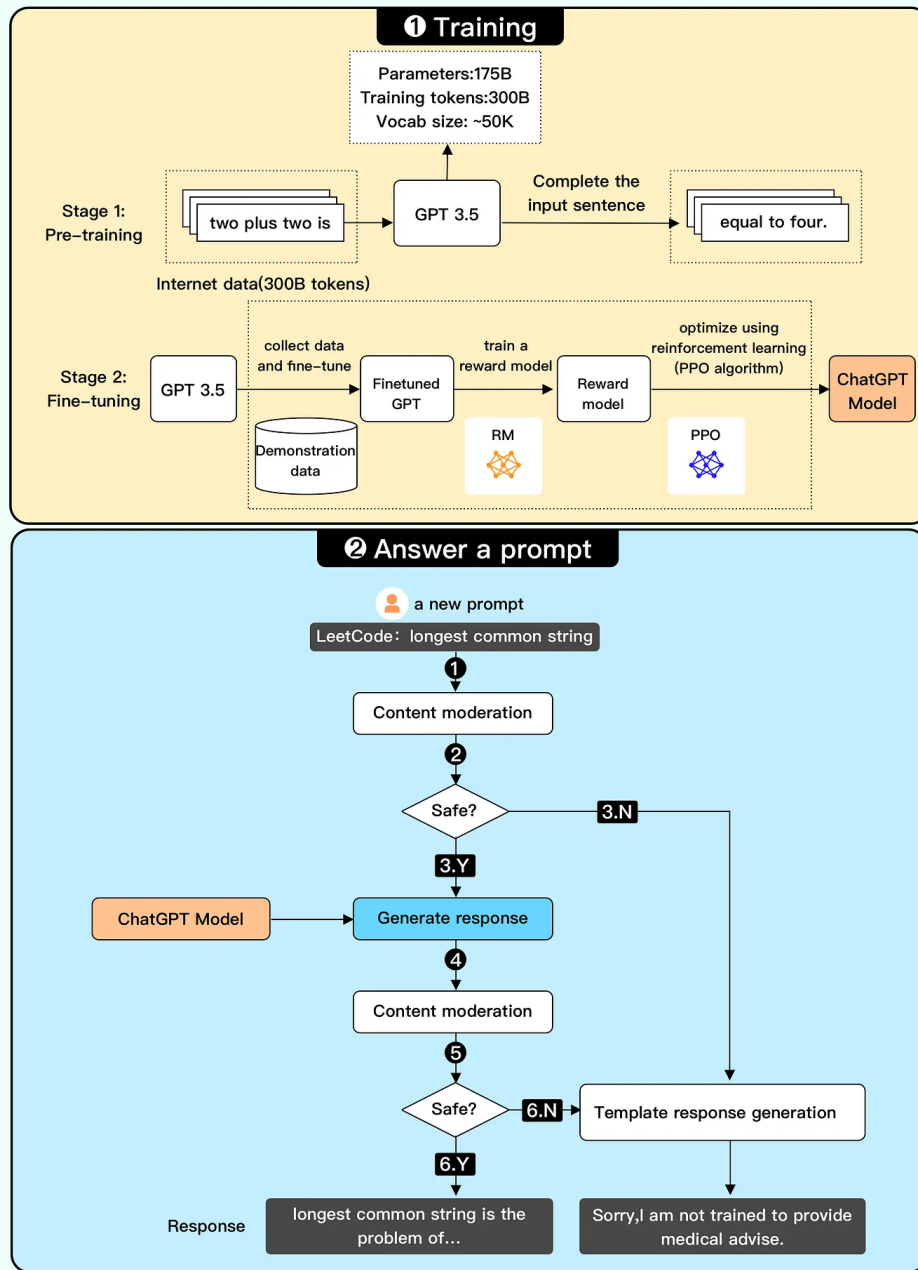 ❶ Training
Parameters:175B
Training tokens:300B
Vocab size: ~50K
Stage 1:
Pre-training
two plus two is
GPT 3.5
Complete the
input sentence
equal to four.
Internet data(300B tokens)
Stage 2:
Fine-tuning
GPT 3.5
collect data
and fine-tune
Demonstration
data
Finetuned
GPT
train a
reward model
RM
Reward
model
optimize using
reinforcement learning
(PPO algorithm)
PPO
ChatGPT
Model
❷ Answer a prompt
a new prompt
LeetCode: longest common string
1
Content moderation
2
Safe?
3.N
3.Y
ChatGPT Model
Generate response
4
Content moderation
5
Safe?
6.N
Template response generation
6.Y
Response
longest common string is the
problem of...
Sorry,I am not trained to provide
medical advise.